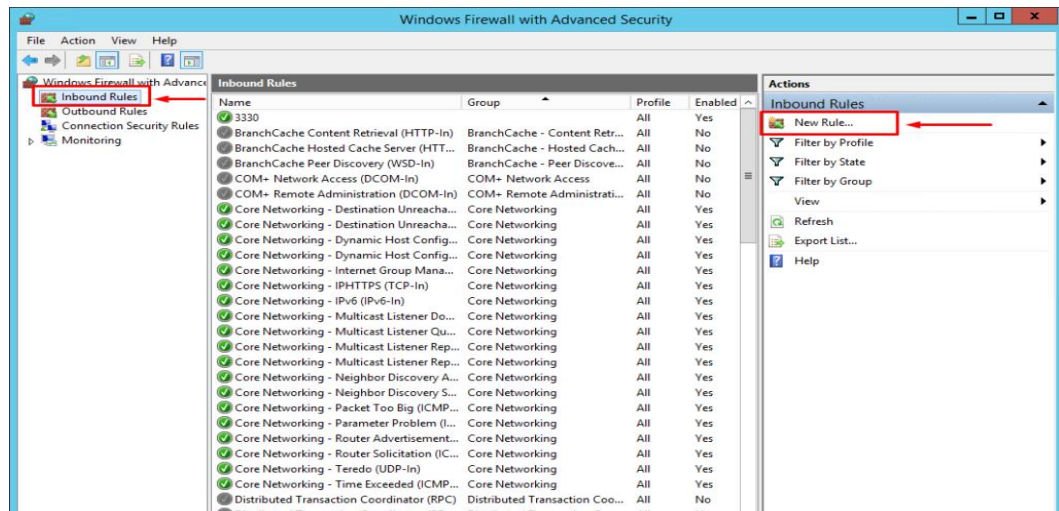 Windows Firewall with Advanced Security
File Action View Help
Windows Firewall with Advance
Inbound Rules
Outbound Rules
Connection Security Rules
Monitoring
Inbound Rules
Name Group Profile Enabled
3330 All Yes
BranchCache Content Retrieval (HTTP-In) BranchCache - Content Retr... All No
BranchCache Hosted Cache Server (HTT... BranchCache - Hosted Cach... All No
BranchCache Peer Discovery (WSD-In) BranchCache - Peer Discove... All No
COM+ Network Access (DCOM-In) COM+ Network Access All No
COM+ Remote Administration (DCOM-In) COM+ Remote Administrati... All No
Core Networking - Destination Unreacha... Core Networking All Yes
Core Networking - Destination Unreacha... Core Networking All Yes
Core Networking - Dynamic Host Config... Core Networking All Yes
Core Networking - Dynamic Host Config... Core Networking All Yes
Core Networking - Internet Group Mana... Core Networking All Yes
Core Networking - IPHTTPS (TCP-In) Core Networking All Yes
Core Networking - IPv6 (IPv6-In) Core Networking All Yes
Core Networking - Multicast Listener Do... Core Networking All Yes
Core Networking - Multicast Listener Qu... Core Networking All Yes
Core Networking - Multicast Listener Rep... Core Networking All Yes
Core Networking - Multicast Listener Rep... Core Networking All Yes
Core Networking - Neighbor Discovery A... Core Networking All Yes
Core Networking - Neighbor Discovery S... Core Networking All Yes
Core Networking - Packet Too Big (ICMP... Core Networking All Yes
Core Networking - Parameter Problem (I... Core Networking All Yes
Core Networking - Router Advertisement... Core Networking All Yes
Core Networking - Router Solicitation (IC... Core Networking All Yes
Core Networking - Teredo (UDP-In) Core Networking All Yes
Core Networking - Time Exceeded (ICMP... Core Networking All Yes
Distributed Transaction Coordinator (RPC) Distributed Transaction Coo... All No
Actions
Inbound Rules
New Rule...
Filter by Profile
Filter by State
Filter by Group
View
Refresh
Export List...
Help